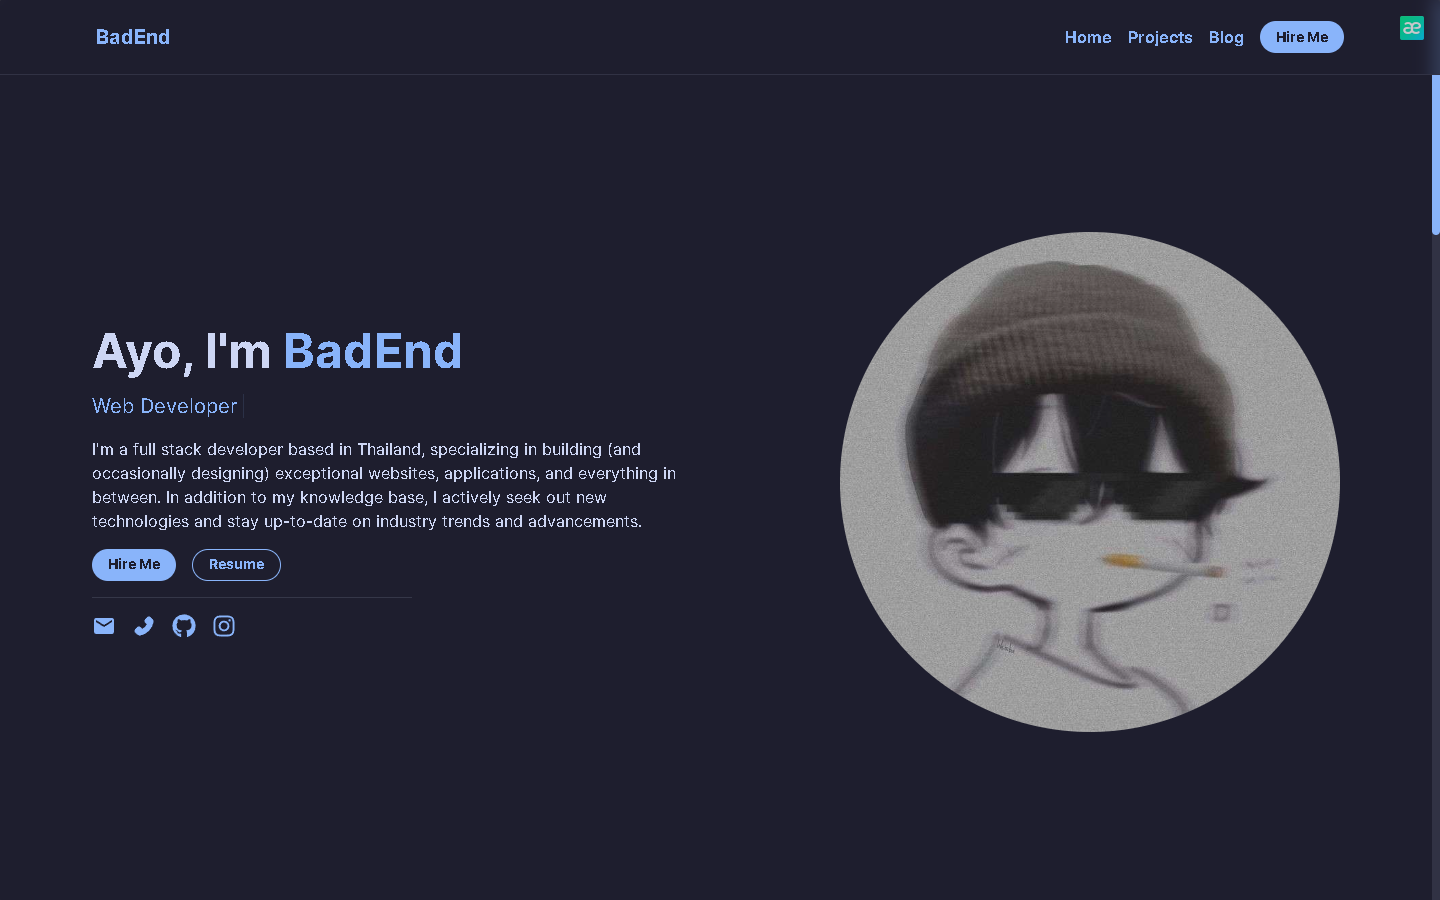 BadEnd
Home
Projects
Blog
Hire Me
æ
Ayo, I'm BadEnd
Web Developer
I'm a full stack developer based in Thailand, specializing in building (and
occasionally designing) exceptional websites, applications, and everything in
between. In addition to my knowledge base, I actively seek out new
technologies and stay up-to-date on industry trends and advancements.
Hire Me
Resume